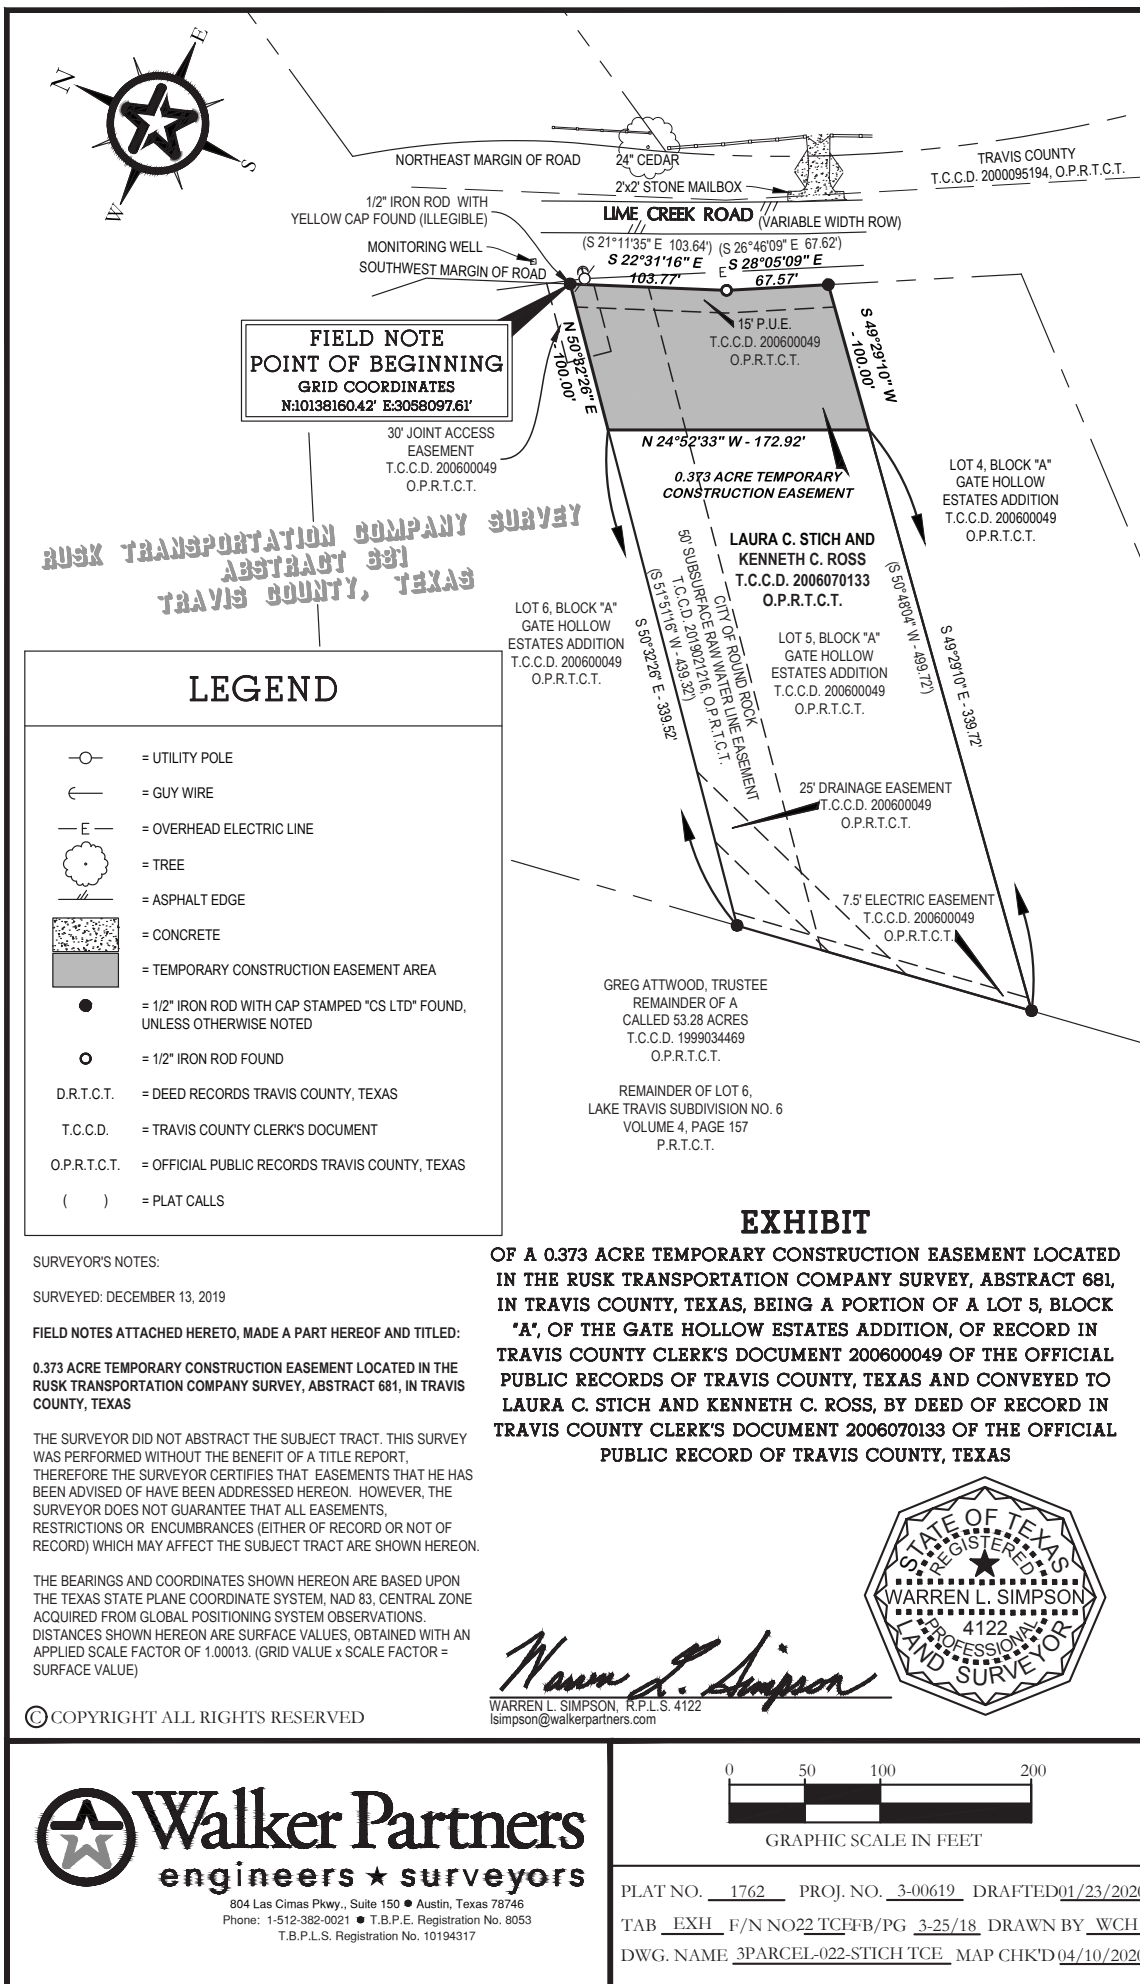 N
E
S
W
NORTHEAST MARGIN OF ROAD
24" CEDAR
TRAVIS COUNTY
T.C.C.D. 2000095194, O.P.R.T.C.T.
2'x2' STONE MAILBOX
1/2" IRON ROD WITH
YELLOW CAP FOUND (ILLEGIBLE)
LIME CREEK ROAD (VARIABLE WIDTH ROW)
MONITORING WELL
SOUTHWEST MARGIN OF ROAD
(S 21°11'35" E 103.64') (S 26°46'09" E 67.62')
S 22°31'16" E
103.77'
E
S 28°05'09" E
67.57'
FIELD NOTE
POINT OF BEGINNING
GRID COORDINATES
N:10138160.42' E:3058097.61'
N 50°32'26" E
- 100.00'
15' P.U.E.
T.C.C.D. 200600049
O.P.R.T.C.T.
S 49°29'10" W
- 100.00'
30' JOINT ACCESS
EASEMENT
T.C.C.D. 200600049
O.P.R.T.C.T.
N 24°52'33" W - 172.92'
0.373 ACRE TEMPORARY
CONSTRUCTION EASEMENT
LOT 4, BLOCK "A"
GATE HOLLOW
ESTATES ADDITION
T.C.C.D. 200600049
O.P.R.T.C.T.
RUSK TRANSPORTATION COMPANY SURVEY
ABSTRACT 681
TRAVIS COUNTY, TEXAS
LAURA C. STICH AND
KENNETH C. ROSS
T.C.C.D. 2006070133
O.P.R.T.C.T.
LOT 6, BLOCK "A"
GATE HOLLOW
ESTATES ADDITION
T.C.C.D. 200600049
O.P.R.T.C.T.
S 50°32'26" E - 339.52'
(S 51°51'16" W - 439.32')
CITY OF ROUND ROCK
50' SUBSURFACE RAW WATER LINE EASEMENT
T.C.C.D. 2019021216, O.P.R.T.C.T.
LOT 5, BLOCK "A"
GATE HOLLOW
ESTATES ADDITION
T.C.C.D. 200600049
O.P.R.T.C.T.
(S 50°48'04" W - 499.72')
S 49°29'10" E - 339.72'
25' DRAINAGE EASEMENT
T.C.C.D. 200600049
O.P.R.T.C.T.
7.5' ELECTRIC EASEMENT
T.C.C.D. 200600049
O.P.R.T.C.T.
GREG ATTWOOD, TRUSTEE
REMAINDER OF A
CALLED 53.28 ACRES
T.C.C.D. 1999034469
O.P.R.T.C.T.
REMAINDER OF LOT 6,
LAKE TRAVIS SUBDIVISION NO. 6
VOLUME 4, PAGE 157
P.R.T.C.T.
LEGEND
= UTILITY POLE
= GUY WIRE
E = OVERHEAD ELECTRIC LINE
= TREE
= ASPHALT EDGE
= CONCRETE
= TEMPORARY CONSTRUCTION EASEMENT AREA
= 1/2" IRON ROD WITH CAP STAMPED "CS LTD" FOUND,
UNLESS OTHERWISE NOTED
= 1/2" IRON ROD FOUND
D.R.T.C.T. = DEED RECORDS TRAVIS COUNTY, TEXAS
T.C.C.D. = TRAVIS COUNTY CLERK'S DOCUMENT
O.P.R.T.C.T. = OFFICIAL PUBLIC RECORDS TRAVIS COUNTY, TEXAS
( ) = PLAT CALLS
SURVEYOR'S NOTES:
SURVEYED: DECEMBER 13, 2019
FIELD NOTES ATTACHED HERETO, MADE A PART HEREOF AND TITLED:
0.373 ACRE TEMPORARY CONSTRUCTION EASEMENT LOCATED IN THE
RUSK TRANSPORTATION COMPANY SURVEY, ABSTRACT 681, IN TRAVIS
COUNTY, TEXAS
THE SURVEYOR DID NOT ABSTRACT THE SUBJECT TRACT. THIS SURVEY
WAS PERFORMED WITHOUT THE BENEFIT OF A TITLE REPORT,
THEREFORE THE SURVEYOR CERTIFIES THAT EASEMENTS THAT HE HAS
BEEN ADVISED OF HAVE BEEN ADDRESSED HEREON. HOWEVER, THE
SURVEYOR DOES NOT GUARANTEE THAT ALL EASEMENTS,
RESTRICTIONS OR ENCUMBRANCES (EITHER OF RECORD OR NOT OF
RECORD) WHICH MAY AFFECT THE SUBJECT TRACT ARE SHOWN HEREON.
THE BEARINGS AND COORDINATES SHOWN HEREON ARE BASED UPON
THE TEXAS STATE PLANE COORDINATE SYSTEM, NAD 83, CENTRAL ZONE
ACQUIRED FROM GLOBAL POSITIONING SYSTEM OBSERVATIONS.
DISTANCES SHOWN HEREON ARE SURFACE VALUES, OBTAINED WITH AN
APPLIED SCALE FACTOR OF 1.00013. (GRID VALUE x SCALE FACTOR =
SURFACE VALUE)
© COPYRIGHT ALL RIGHTS RESERVED
EXHIBIT
OF A 0.373 ACRE TEMPORARY CONSTRUCTION EASEMENT LOCATED
IN THE RUSK TRANSPORTATION COMPANY SURVEY, ABSTRACT 681,
IN TRAVIS COUNTY, TEXAS, BEING A PORTION OF A LOT 5, BLOCK
"A", OF THE GATE HOLLOW ESTATES ADDITION, OF RECORD IN
TRAVIS COUNTY CLERK'S DOCUMENT 200600049 OF THE OFFICIAL
PUBLIC RECORDS OF TRAVIS COUNTY, TEXAS AND CONVEYED TO
LAURA C. STICH AND KENNETH C. ROSS, BY DEED OF RECORD IN
TRAVIS COUNTY CLERK'S DOCUMENT 2006070133 OF THE OFFICIAL
PUBLIC RECORD OF TRAVIS COUNTY, TEXAS
STATE OF TEXAS
REGISTERED
WARREN L. SIMPSON
4122
PROFESSIONAL
LAND SURVEYOR
Warren L. Simpson
WARREN L. SIMPSON, R.P.L.S. 4122
lsimpson@walkerpartners.com
Walker Partners
engineers ★ surveyors
804 Las Cimas Pkwy., Suite 150 ● Austin, Texas 78746
Phone: 1-512-382-0021 ● T.B.P.E. Registration No. 8053
T.B.P.L.S. Registration No. 10194317
0 50 100 200
GRAPHIC SCALE IN FEET
PLAT NO. 1762 PROJ. NO. 3-00619 DRAFTED 01/23/2020
TAB EXH F/N NO 22 TCE FB/PG 3-25/18 DRAWN BY WCH
DWG. NAME 3PARCEL-022-STICH TCE MAP CHK'D 04/10/2020